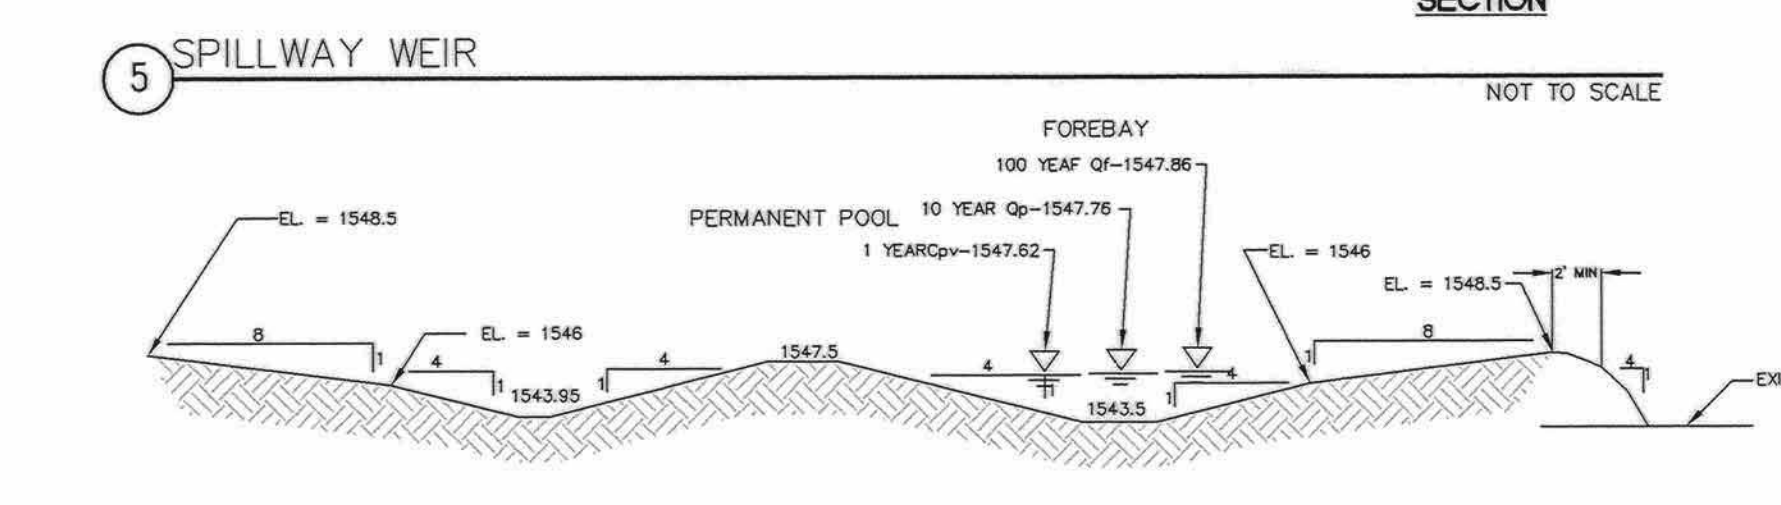 SECTION
5 SPILLWAY WEIR
NOT TO SCALE
FOREBAY
100 YEAF Qf-1547.86
10 YEAR Qp-1547.76
PERMANENT POOL
1 YEARCpv-1547.62
EL. = 1548.5
EL. = 1546
EL. = 1548.5
2' MIN
8
1
EL. = 1546
4
1
1543.95
4
1
1547.5
4
1
1543.5
4
1
8
1
4
1
EXI